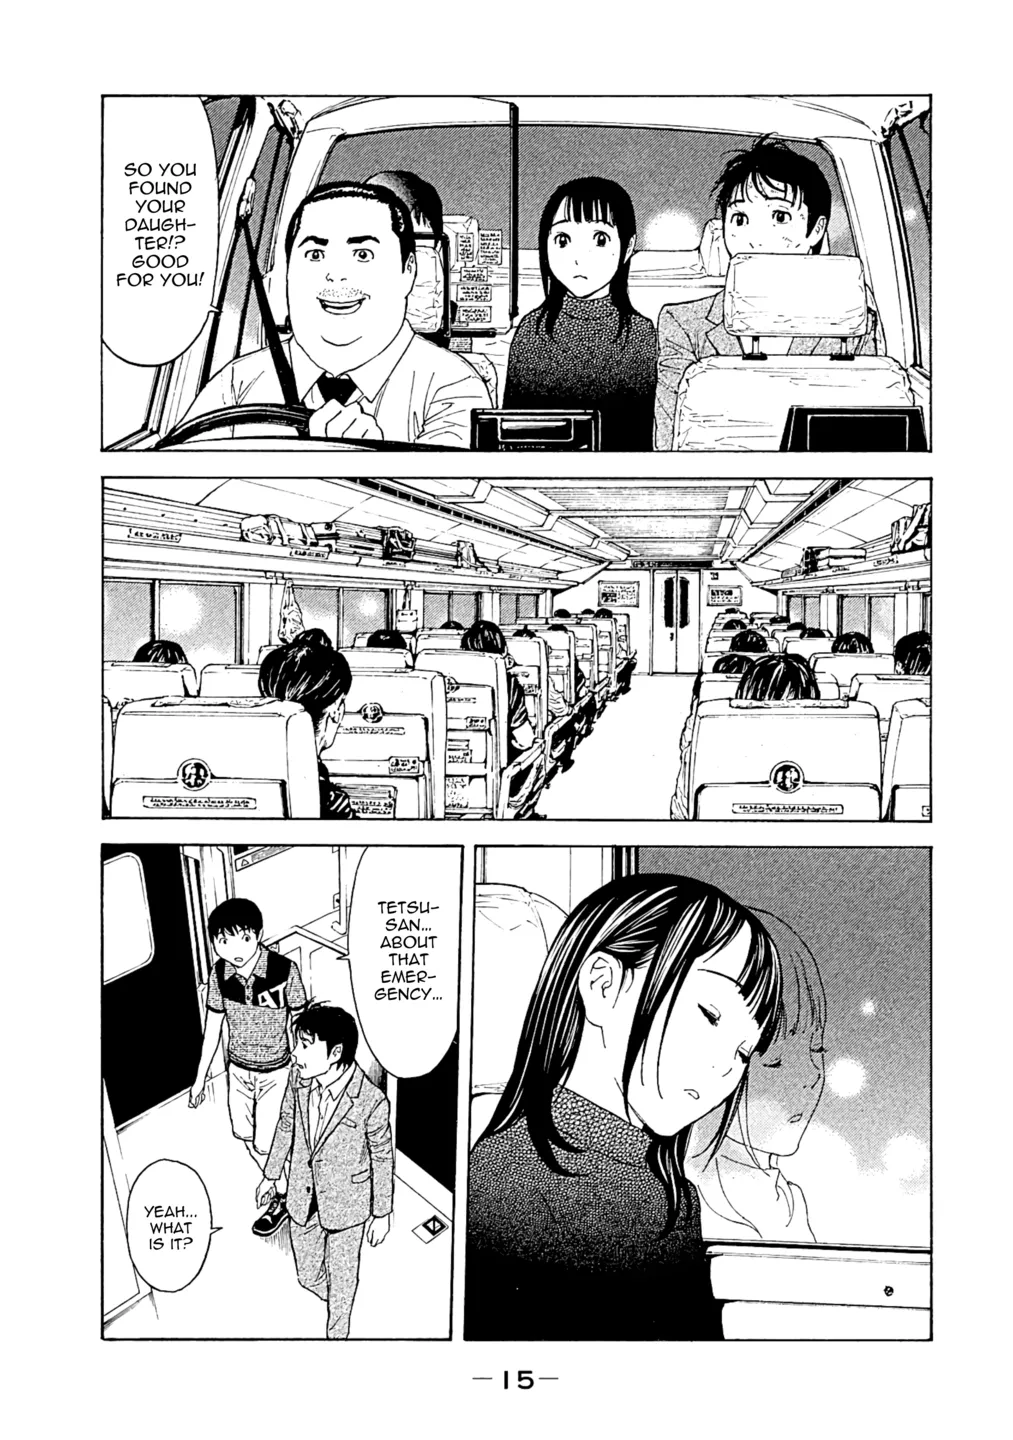 SO YOU
FOUND
YOUR
DAUGH-
TER!?
GOOD
FOR YOU!
TETSU-
SAN...
ABOUT
THAT
EMER-
GENCY...
AT
YEAH...
WHAT
IS IT?
-15-